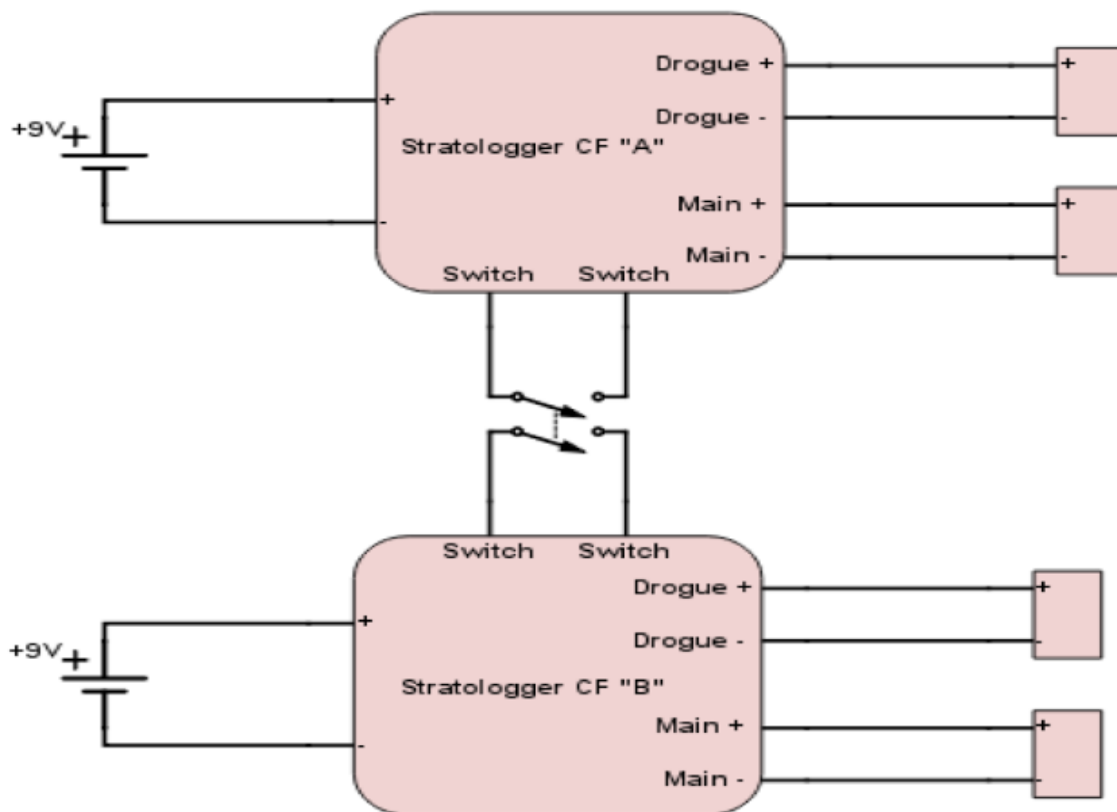 Drogue + +
+9V + + Drogue - -
Stratologger CF "A"
Main + +
- Main - -
Switch Switch
Switch Switch
Drogue + +
+9V + + Drogue - -
Stratologger CF "B"
Main + +
- Main - -